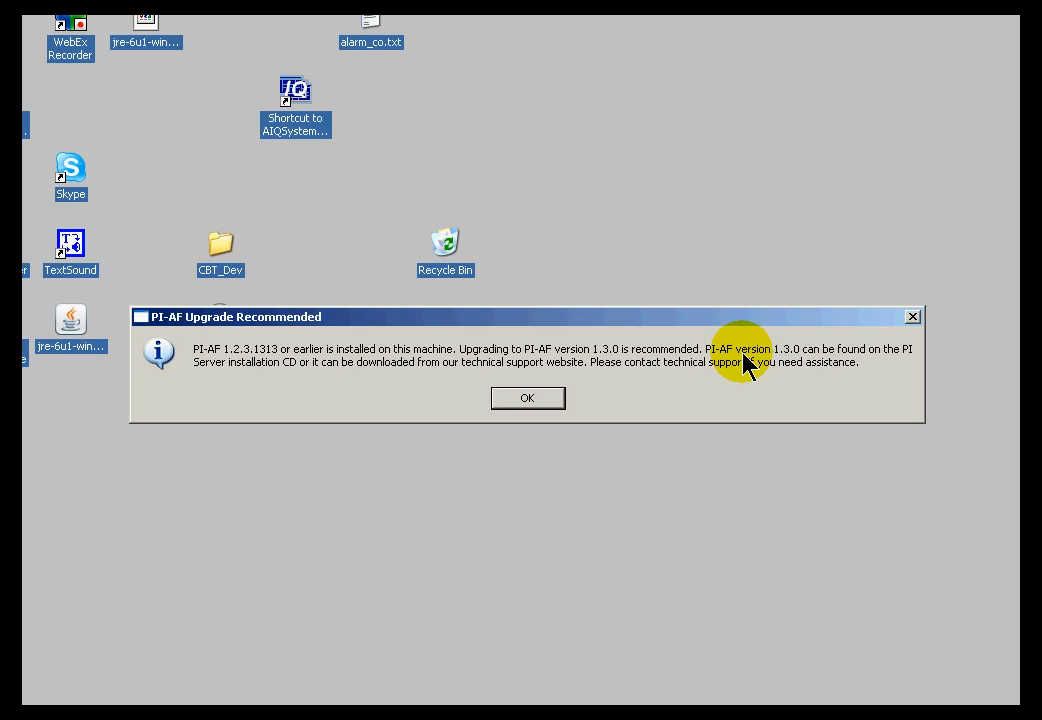 WebEx
Recorder
jre-6u1-win...
alarm_co.txt
IQ
Shortcut to
AIQSystem...
Skype
TextSound
CBT_Dev
Recycle Bin
jre-6u1-win...
PI-AF Upgrade Recommended
PI-AF 1.2.3.1313 or earlier is installed on this machine. Upgrading to PI-AF version 1.3.0 is recommended. PI-AF version 1.3.0 can be found on the PI
Server installation CD or it can be downloaded from our technical support website. Please contact technical support you need assistance.
OK